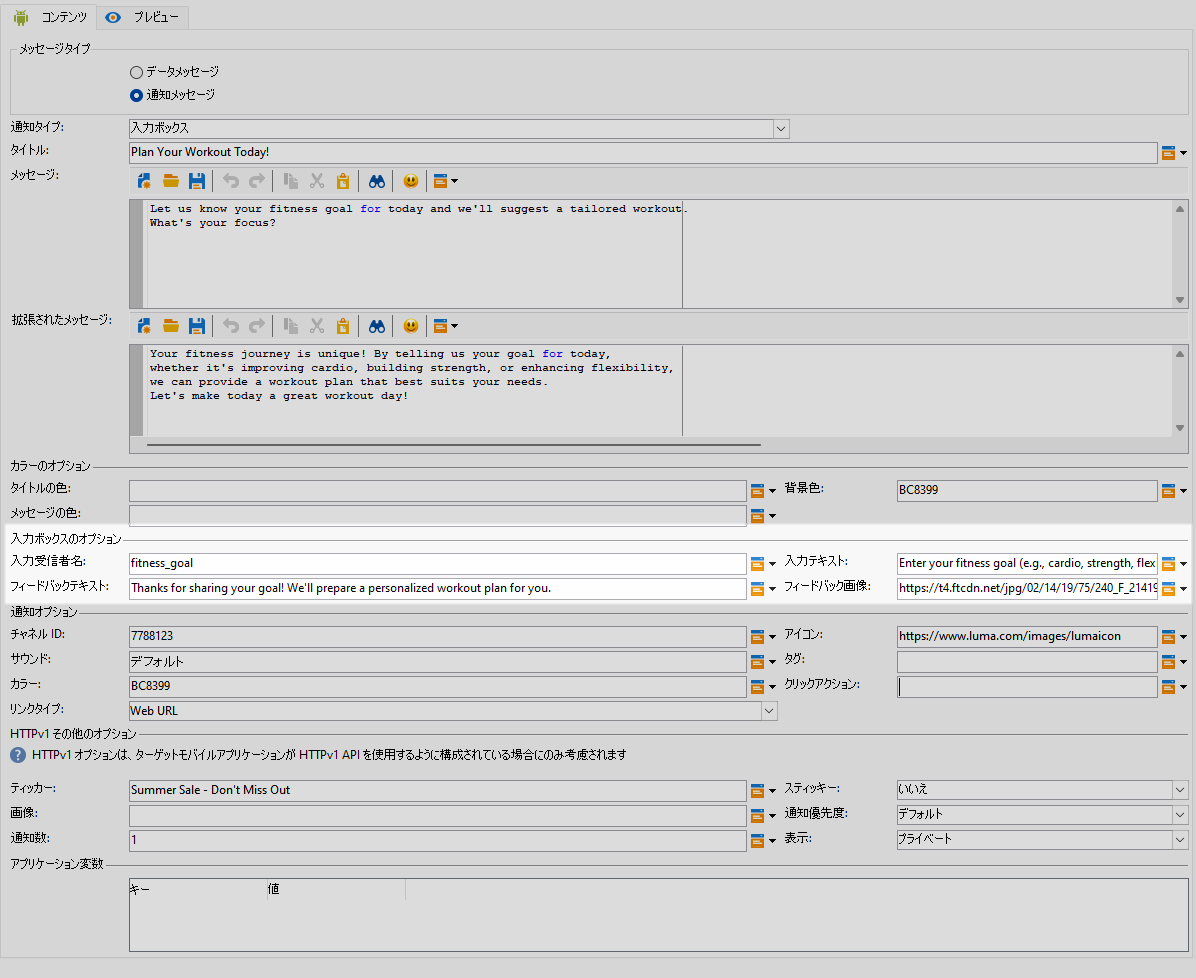 コンテンツ プレビュー
メッセージタイプ
データメッセージ
通知メッセージ
通知タイプ: 入力ボックス
タイトル: Plan Your Workout Today!
メッセージ:
Let us know your fitness goal for today and we'll suggest a tailored workout.
What's your focus?
拡張されたメッセージ:
Your fitness journey is unique! By telling us your goal for today,
whether it's improving cardio, building strength, or enhancing flexibility,
we can provide a workout plan that best suits your needs.
Let's make today a great workout day!
カラーのオプション
タイトルの色: 背景色: BC8399
メッセージの色:
入力ボックスのオプション
入力受信者名: fitness_goal 入力テキスト: Enter your fitness goal (e.g., cardio, strength, flex
フィードバックテキスト: Thanks for sharing your goal! We'll prepare a personalized workout plan for you. フィードバック画像: https://t4.ftcdn.net/jpg/02/14/19/75/240_F_21419
通知オプション
チャネル ID: 7788123 アイコン: https://www.luma.com/images/lumaicon
サウンド: デフォルト タグ:
カラー: BC8399 クリックアクション:
リンクタイプ: Web URL
HTTPv1 その他のオプション
? HTTPv1 オプションは、ターゲットモバイルアプリケーションが HTTPv1 API を使用するように構成されている場合にのみ考慮されます
ティッカー: Summer Sale - Don't Miss Out スティッキー: いいえ
画像: 通知優先度: デフォルト
通知数: 1 表示: プライベート
アプリケーション変数
キー 値